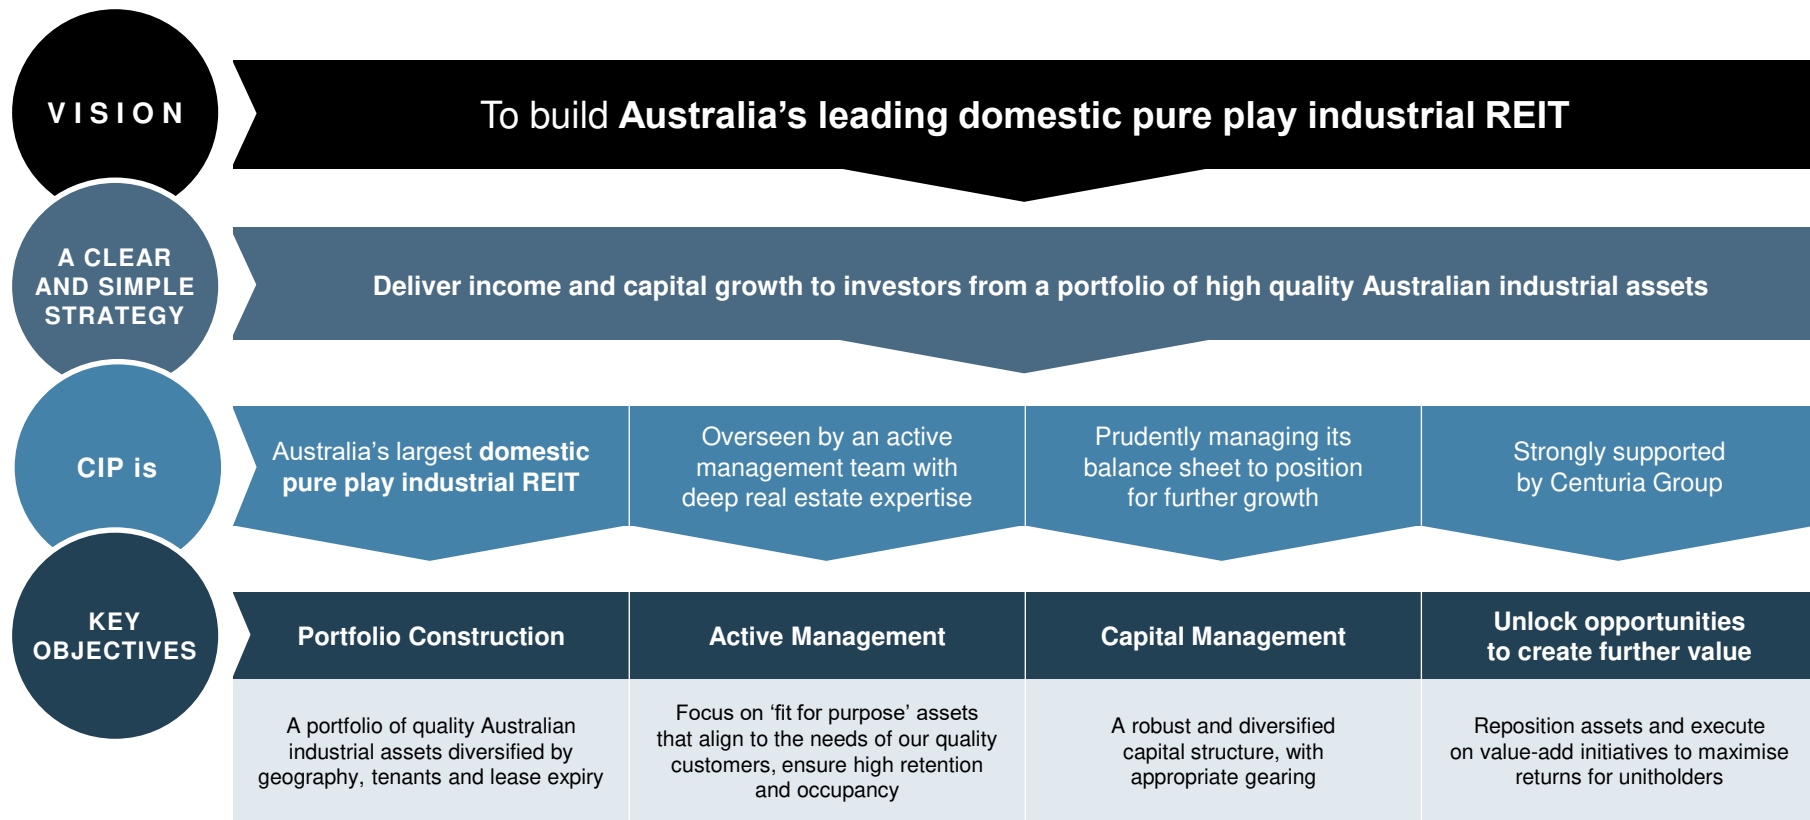 VISION
To build Australia’s leading domestic pure play industrial REIT
A CLEAR
AND SIMPLE
STRATEGY
Deliver income and capital growth to investors from a portfolio of high quality Australian industrial assets
CIP is
Australia’s largest domestic
pure play industrial REIT
Overseen by an active
management team with
deep real estate expertise
Prudently managing its
balance sheet to position
for further growth
Strongly supported
by Centuria Group
KEY
OBJECTIVES
Portfolio Construction
Active Management
Capital Management
Unlock opportunities
to create further value
A portfolio of quality Australian
industrial assets diversified by
geography, tenants and lease expiry
Focus on ‘fit for purpose’ assets
that align to the needs of our quality
customers, ensure high retention
and occupancy
A robust and diversified
capital structure, with
appropriate gearing
Reposition assets and execute
on value-add initiatives to maximise
returns for unitholders